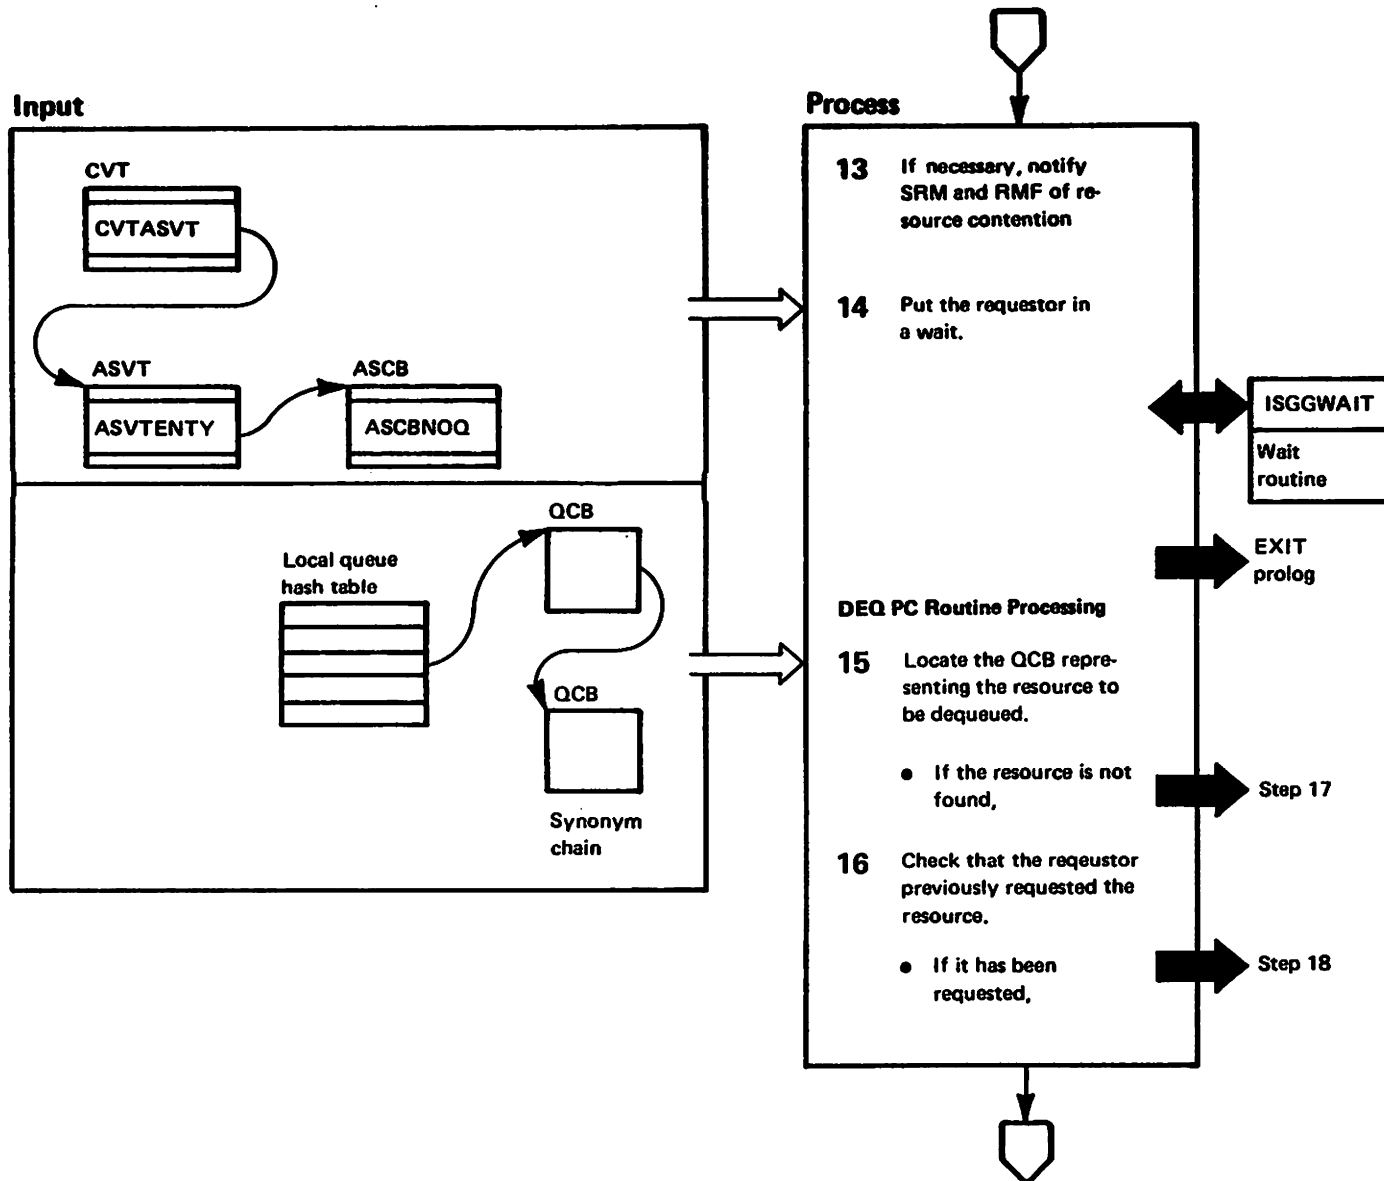 Input
CVT
CVTASVT
ASVT
ASVTENTY
ASCB
ASCBNOQ
Local queue
hash table
QCB
QCB
Synonym
chain
Process
13 If necessary, notify
SRM and RMF of re-
source contention
14 Put the requestor in
a wait.
ISGGWAIT
Wait
routine
EXIT
prolog
DEQ PC Routine Processing
15 Locate the QCB repre-
senting the resource to
be dequeued.
• If the resource is not
found,
Step 17
16 Check that the reqeustor
previously requested the
resource.
• If it has been
requested,
Step 18